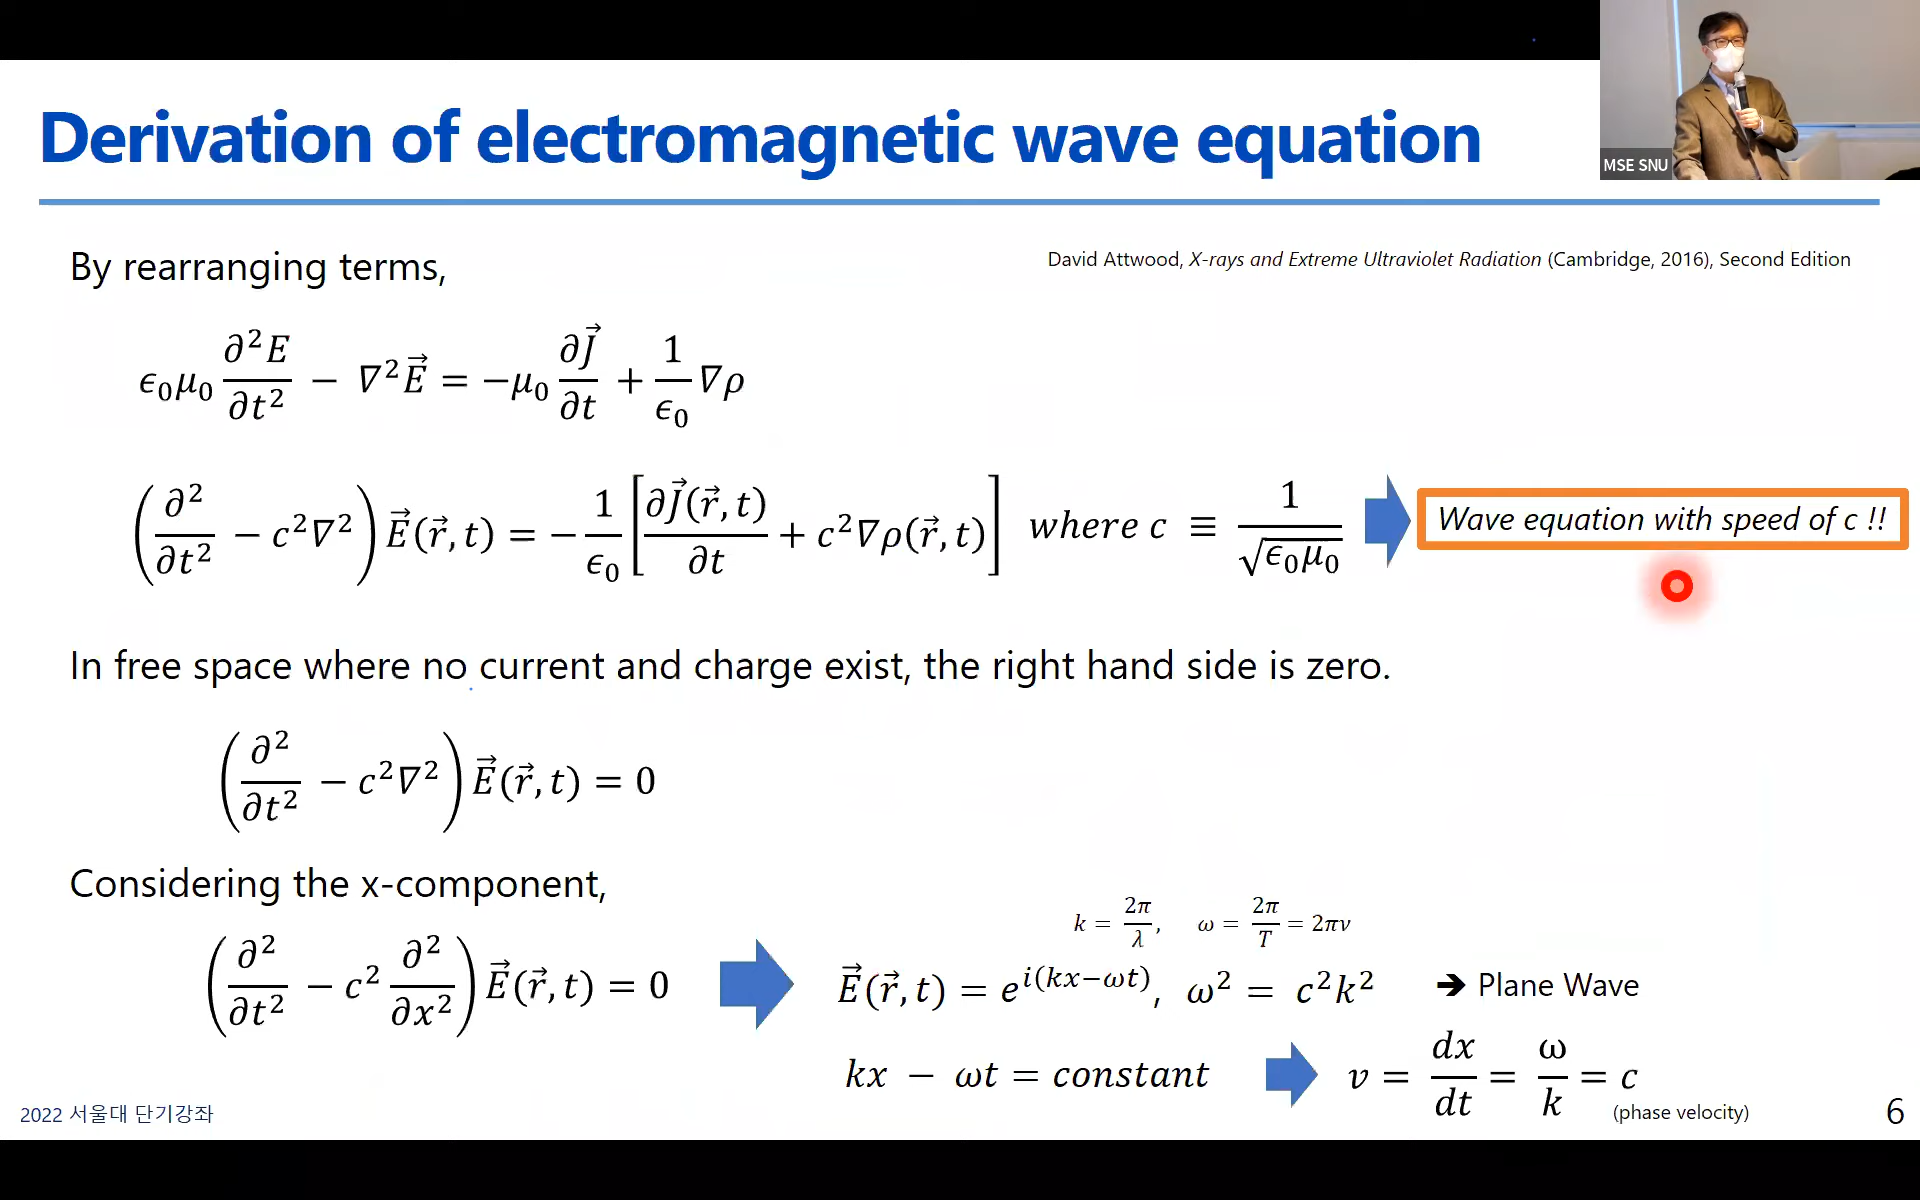 Derivation of electromagnetic wave equation
MSE SNU
By rearranging terms,
David Attwood, X-rays and Extreme Ultraviolet Radiation (Cambridge, 2016), Second Edition
ϵ₀μ₀ ∂²E/∂t² − ∇²E⃗ = −μ₀ ∂J⃗/∂t + 1/ϵ₀ ∇ρ
(∂²/∂t² − c²∇²) E⃗(r⃗, t) = − 1/ϵ₀ [∂J⃗(r⃗, t)/∂t + c²∇ρ(r⃗, t)] where c ≡ 1/√(ϵ₀μ₀)
Wave equation with speed of c !!
In free space where no current and charge exist, the right hand side is zero.
(∂²/∂t² − c²∇²) E⃗(r⃗, t) = 0
Considering the x-component,
k = 2π/λ, ω = 2π/T = 2πν
(∂²/∂t² − c² ∂²/∂x²) E⃗(r⃗, t) = 0
E⃗(r⃗, t) = e^{i(kx−ωt)}, ω² = c²k² ➔ Plane Wave
kx − ωt = constant
v = dx/dt = ω/k = c
(phase velocity)
2022 서울대 단기강좌
6